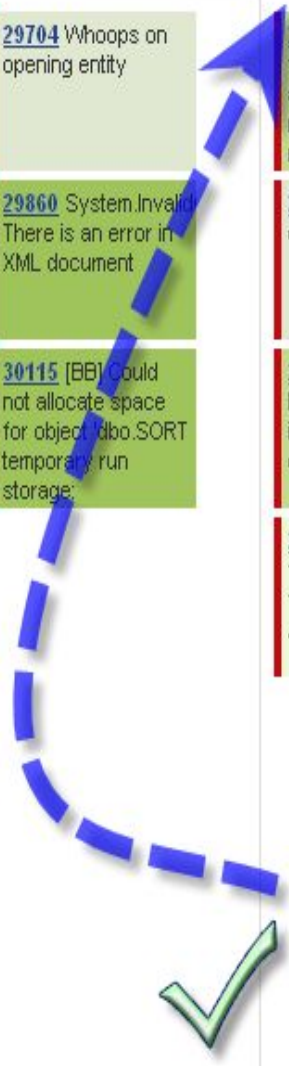 29704 Whoops on
opening entity
29860 System.Invalid
There is an error in
XML document
30115 [BB] Could
not allocate space
for object 'dbo.SORT
temporary run
storage: